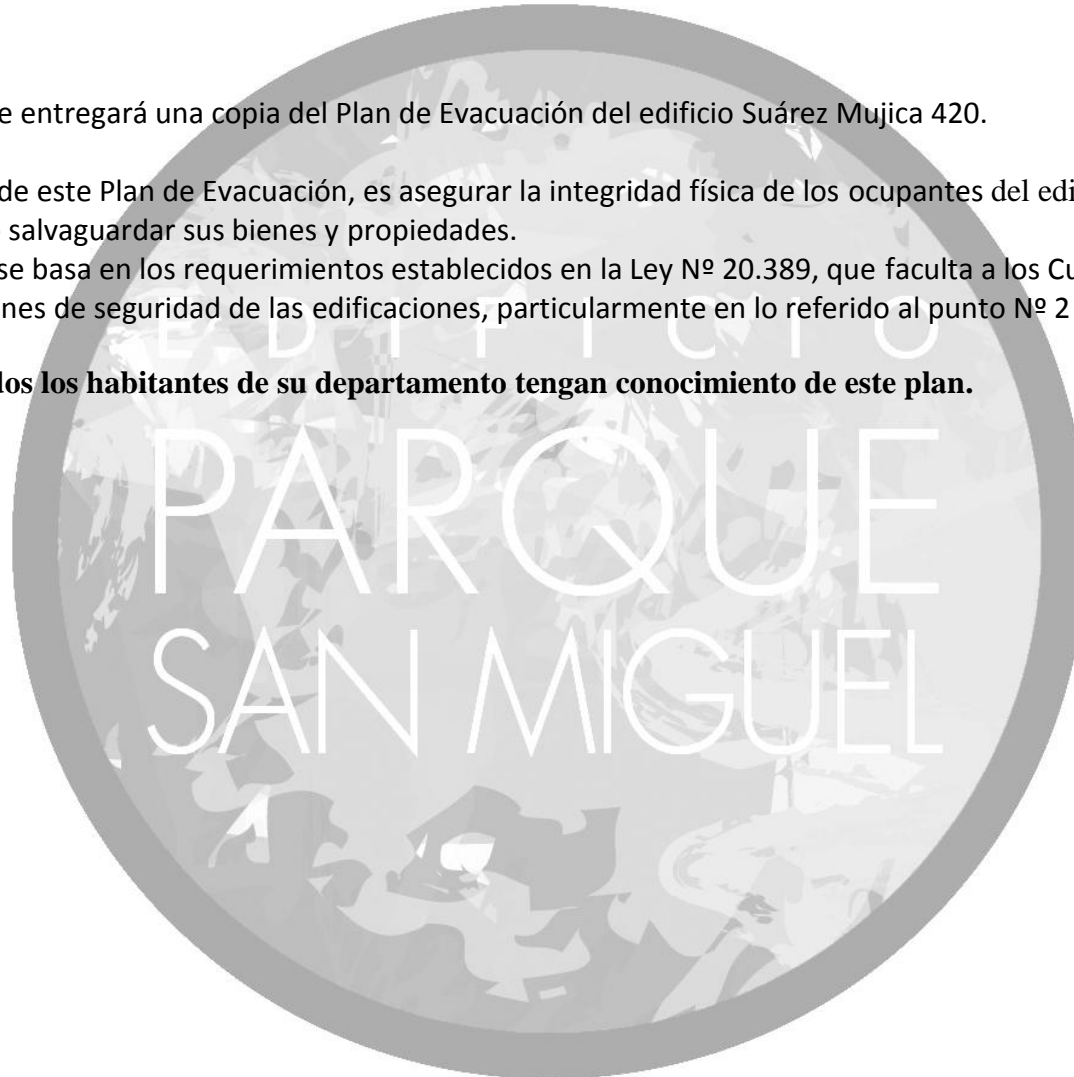 e entregará una copia del Plan de Evacuación del edificio Suárez Mujica 420.
de este Plan de Evacuación, es asegurar la integridad física de los ocupantes del edi
salvaguardar sus bienes y propiedades.
se basa en los requerimientos establecidos en la Ley Nº 20.389, que faculta a los Cu
nes de seguridad de las edificaciones, particularmente en lo referido al punto Nº 2
EDIFICIO
los los habitantes de su departamento tengan conocimiento de este plan.
PARQUE
SAN MIGUEL